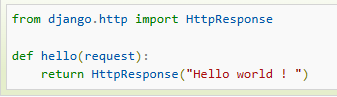 from django.http import HttpResponse

def hello(request):
    return HttpResponse("Hello world ! ")